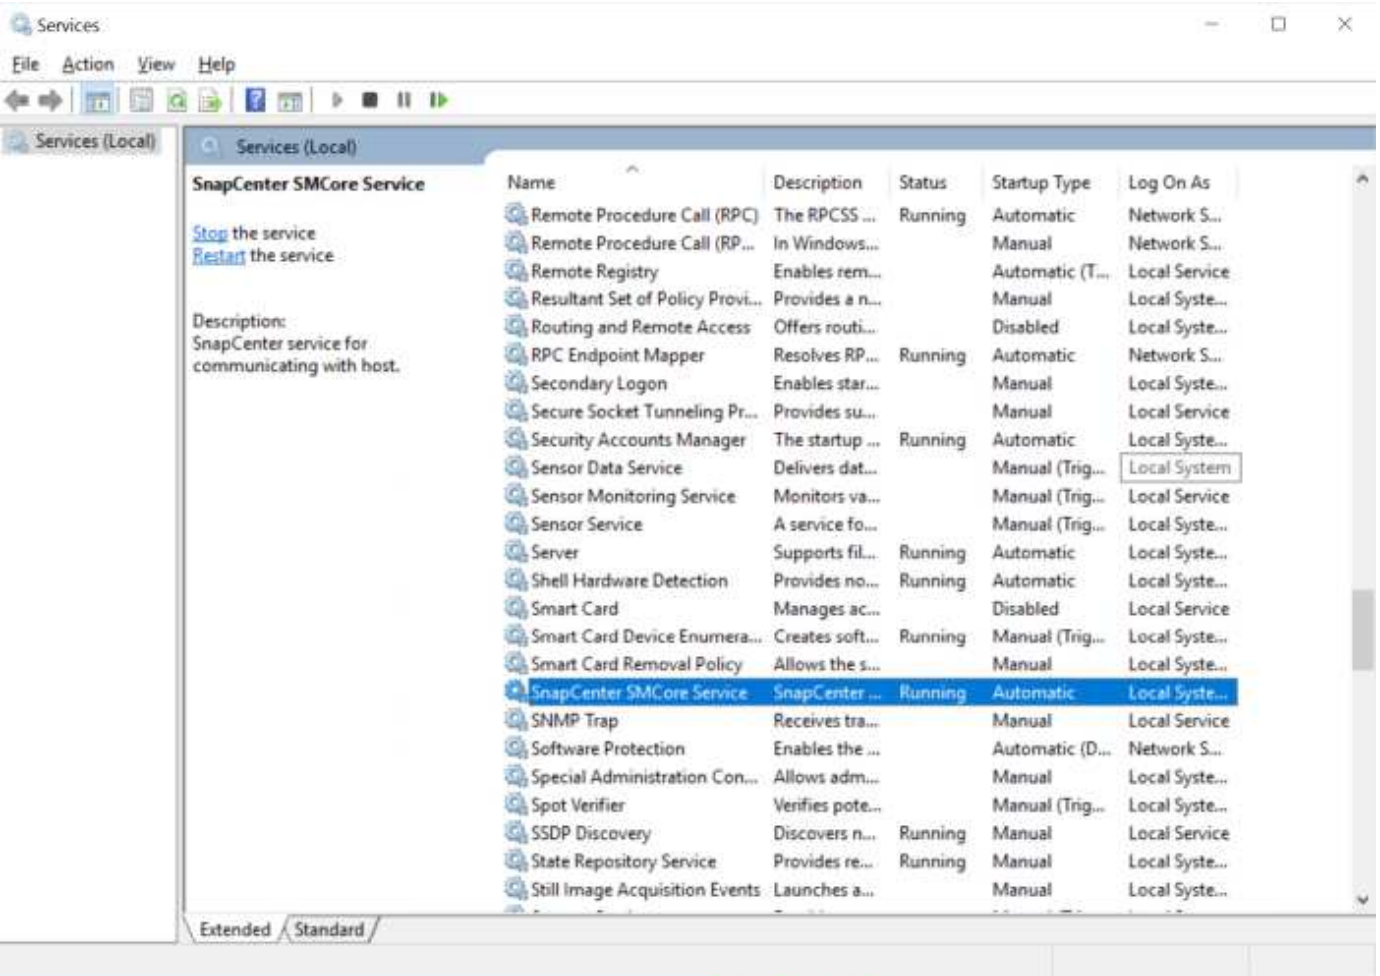 Services
File Action View Help
Services (Local)
Services (Local)
SnapCenter SMCore Service
Stop the service
Restart the service
Description:
SnapCenter service for
communicating with host.
Name Description Status Startup Type Log On As
Remote Procedure Call (RPC) The RPCSS ... Running Automatic Network S...
Remote Procedure Call (RP... In Windows... Manual Network S...
Remote Registry Enables rem... Automatic (T... Local Service
Resultant Set of Policy Provi... Provides a n... Manual Local Syste...
Routing and Remote Access Offers routi... Disabled Local Syste...
RPC Endpoint Mapper Resolves RP... Running Automatic Network S...
Secondary Logon Enables star... Manual Local Syste...
Secure Socket Tunneling Pr... Provides su... Manual Local Service
Security Accounts Manager The startup ... Running Automatic Local Syste...
Sensor Data Service Delivers dat... Manual (Trig... Local System
Sensor Monitoring Service Monitors va... Manual (Trig... Local Service
Sensor Service A service fo... Manual (Trig... Local Syste...
Server Supports fil... Running Automatic Local Syste...
Shell Hardware Detection Provides no... Running Automatic Local Syste...
Smart Card Manages ac... Disabled Local Service
Smart Card Device Enumera... Creates soft... Running Manual (Trig... Local Syste...
Smart Card Removal Policy Allows the s... Manual Local Syste...
SnapCenter SMCore Service SnapCenter ... Running Automatic Local Syste...
SNMP Trap Receives tra... Manual Local Service
Software Protection Enables the ... Automatic (D... Network S...
Special Administration Con... Allows adm... Manual Local Syste...
Spot Verifier Verifies pote... Manual (Trig... Local Syste...
SSDP Discovery Discovers n... Running Manual Local Service
State Repository Service Provides re... Running Manual Local Syste...
Still Image Acquisition Events Launches a... Manual Local Syste...
Extended Standard